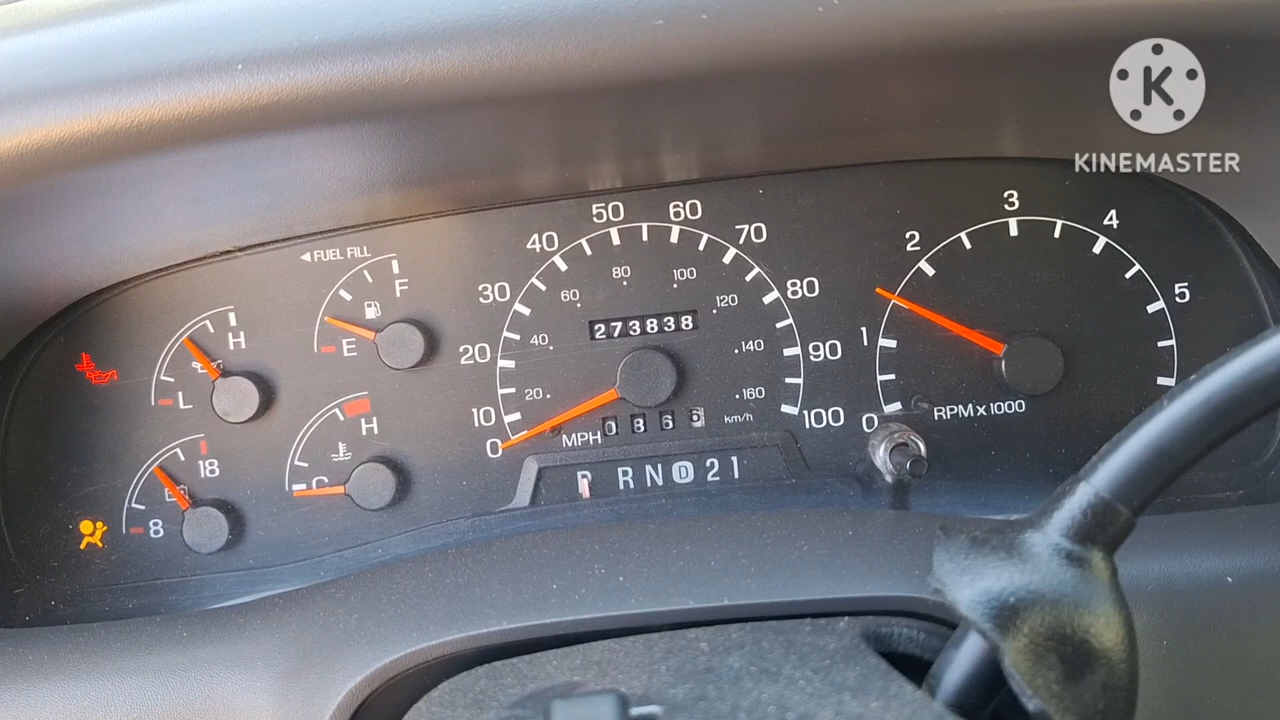 KINEMASTER
FUEL FILL
F
E
H
L
18
8
H
C
0
10
20
30
40
50
60
70
80
90
100
20
40
60
80
100
120
140
160
km/h
273838
MPH
0866
P R N D 2 1
0
1
2
3
4
5
RPM x 1000